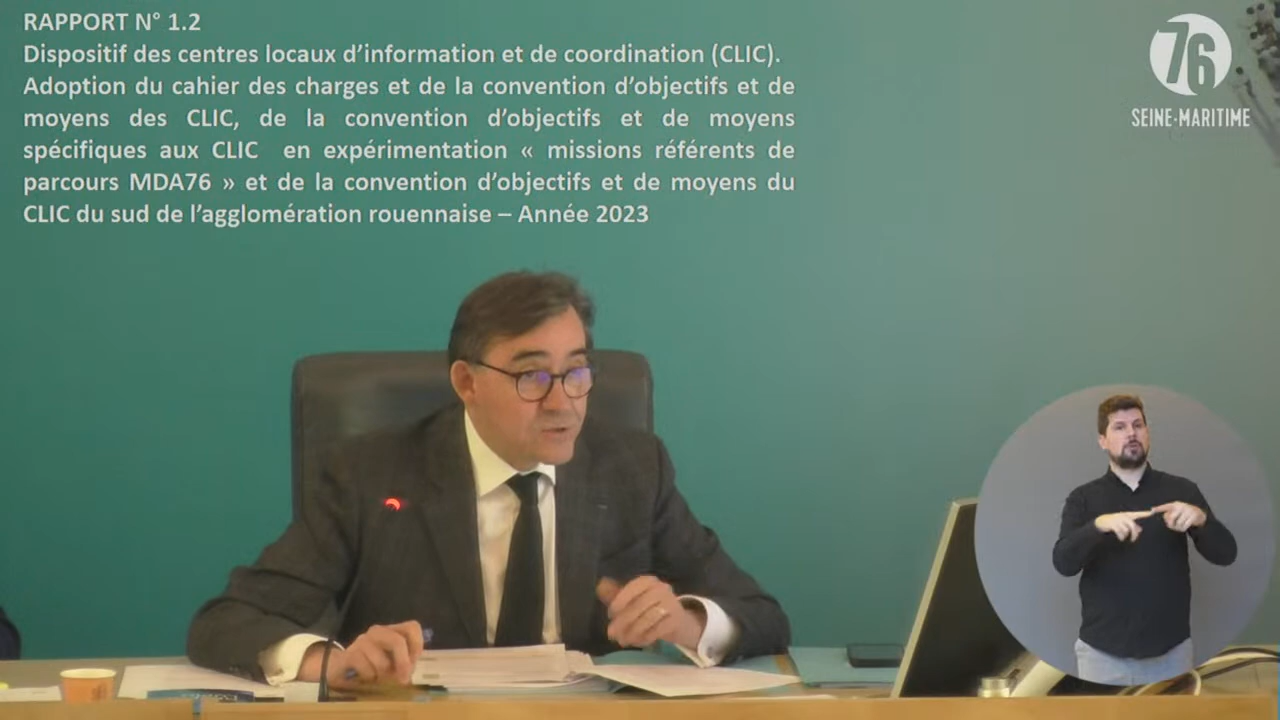 RAPPORT N° 1.2
Dispositif des centres locaux d'information et de coordination (CLIC).
Adoption du cahier des charges et de la convention d'objectifs et de
moyens des CLIC, de la convention d'objectifs et de moyens
spécifiques aux CLIC en expérimentation « missions référents de
parcours MDA76 » et de la convention d'objectifs et de moyens du
CLIC du sud de l'agglomération rouennaise – Année 2023
76
SEINE-MARITIME